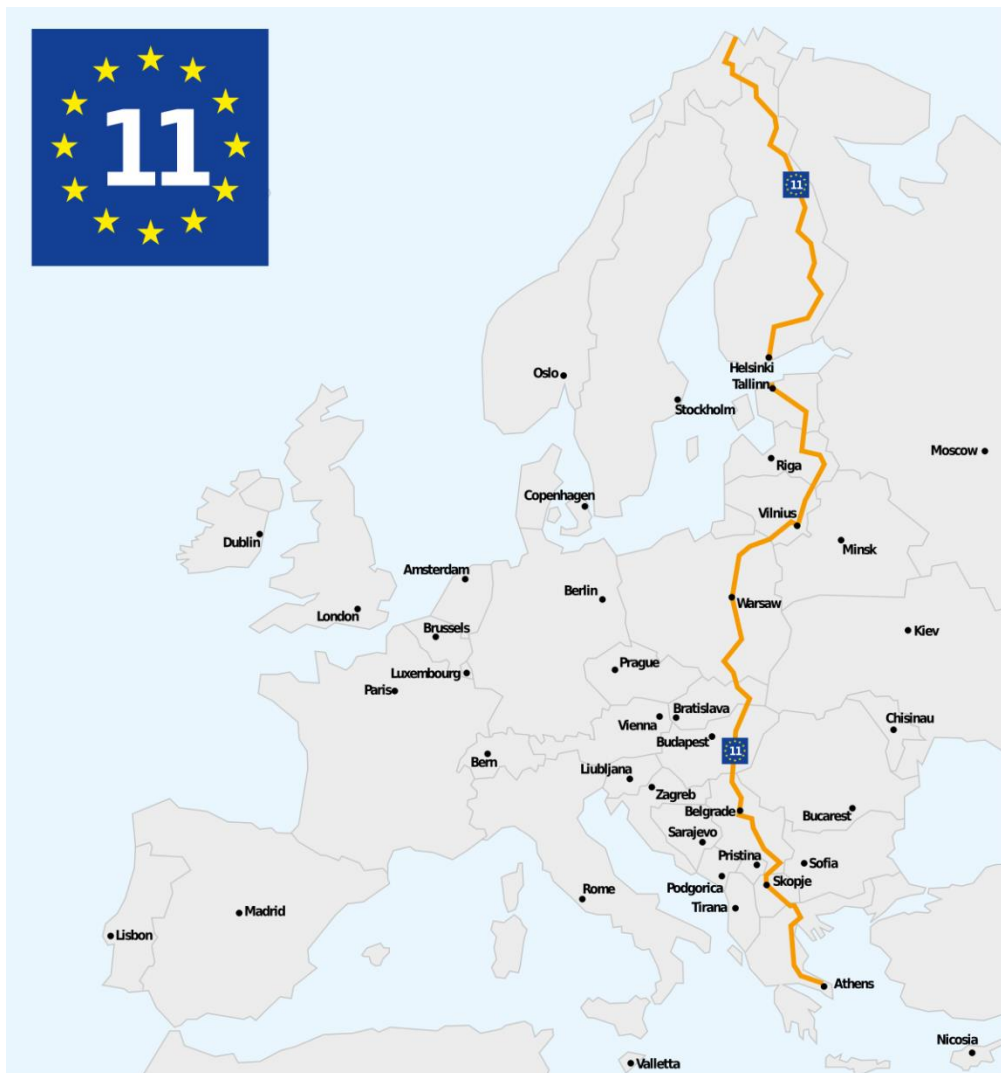 11
11
Oslo
Helsinki
Tallinn
Stockholm
Moscow
Riga
Copenhagen
Vilnius
Dublin
Minsk
Amsterdam
Berlin
Warsaw
London
Brussels
Kiev
Prague
Luxembourg
Paris
Bratislava
Vienna
Chisinau
Budapest
11
Bern
Liubljana
Zagreb
Belgrade
Bucarest
Sarajevo
Pristina
Sofia
Podgorica
Skopje
Rome
Tirana
Madrid
Lisbon
Athens
Nicosia
Valletta